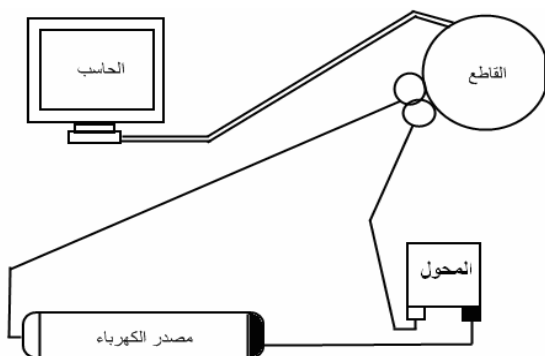 الحاسب
القاطع
المحول
مصدر الكهرباء